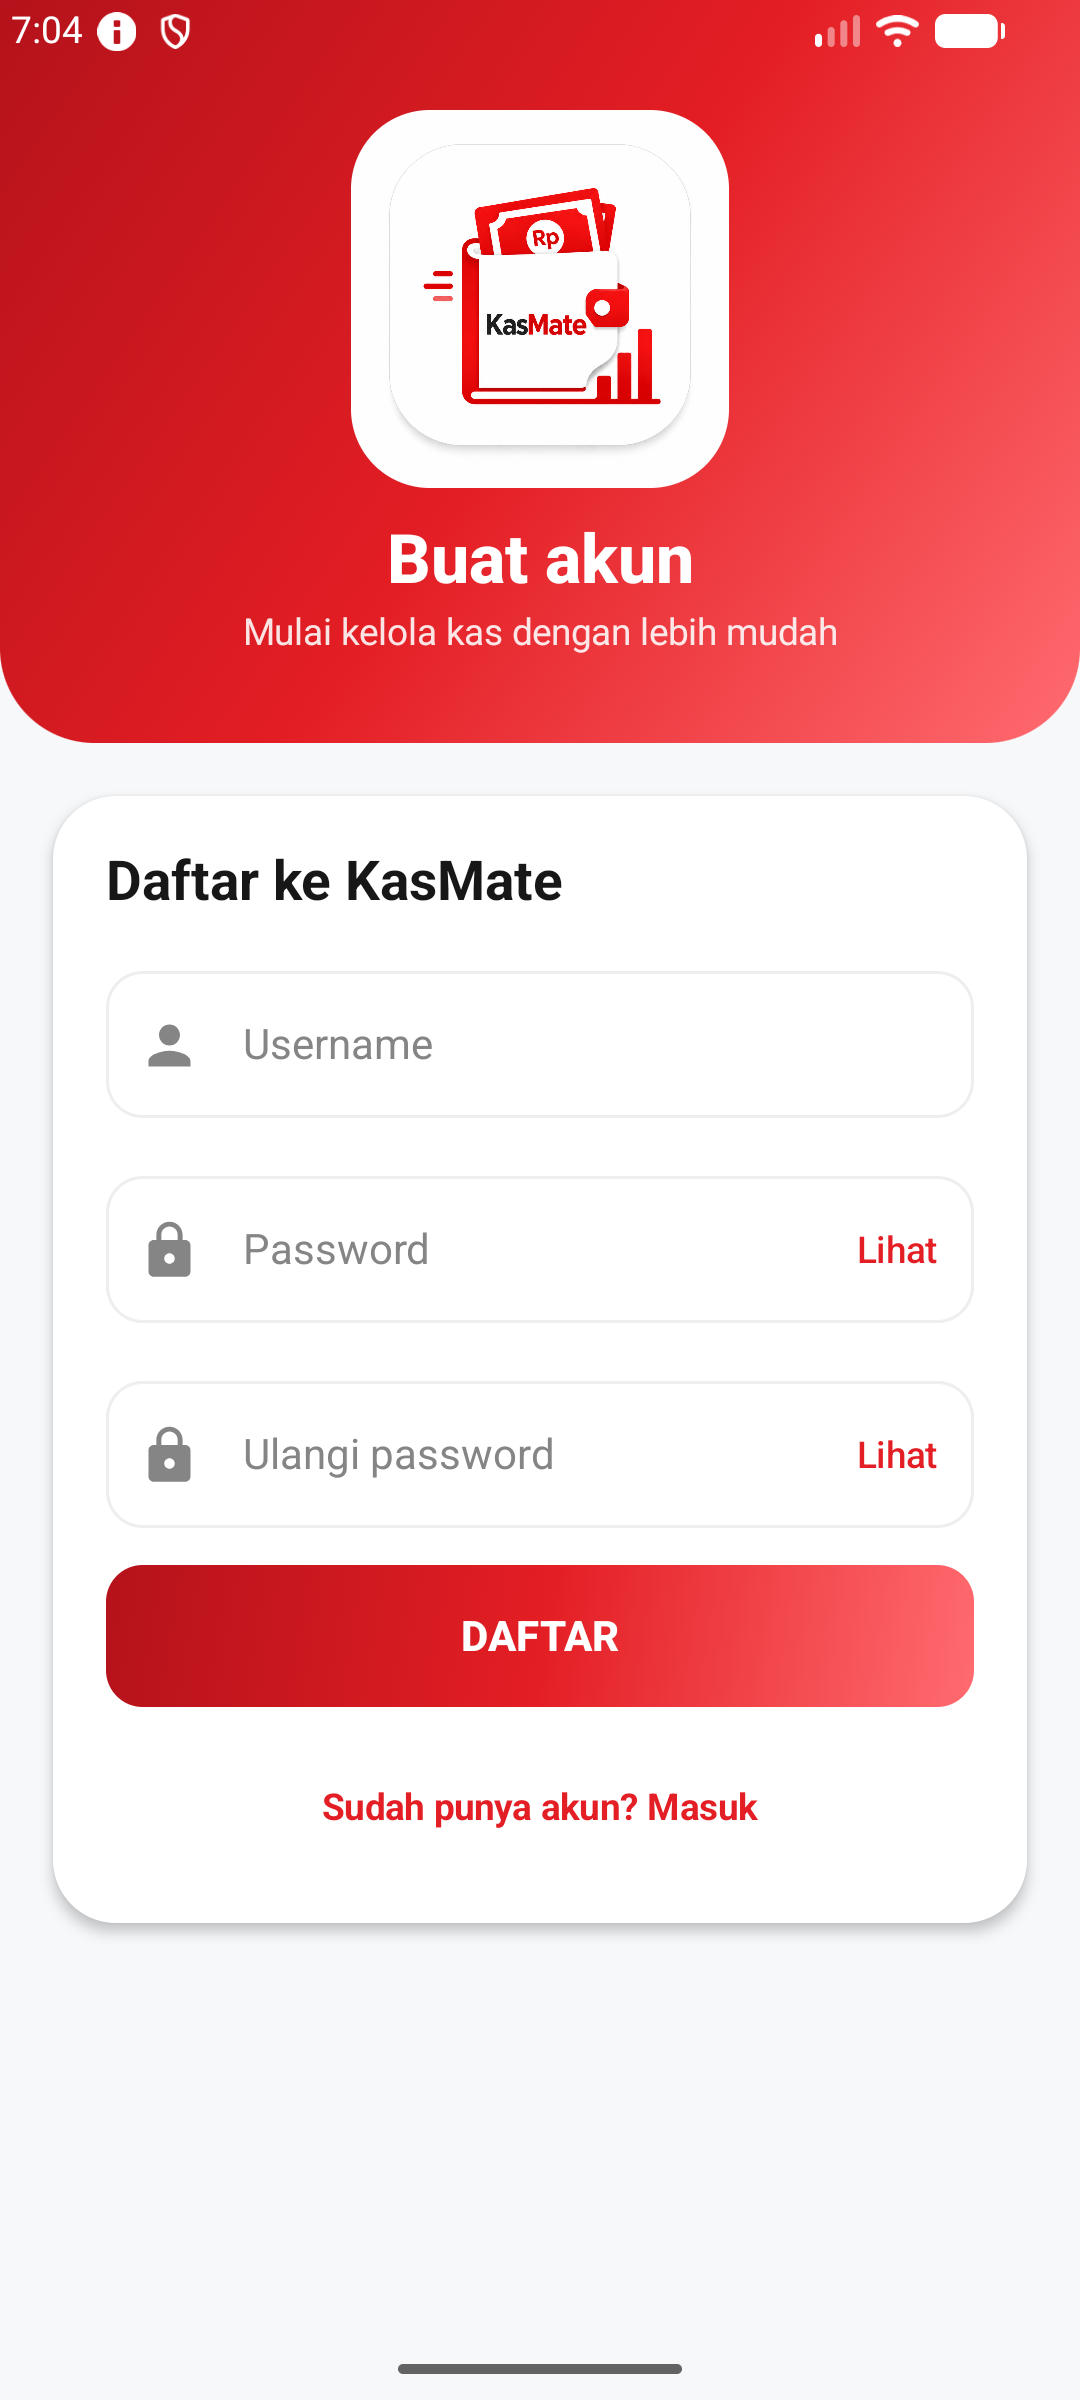 7:04
Rp
KasMate
Buat akun
Mulai kelola kas dengan lebih mudah
Daftar ke KasMate
Username
Password
Lihat
Ulangi password
Lihat
DAFTAR
Sudah punya akun? Masuk